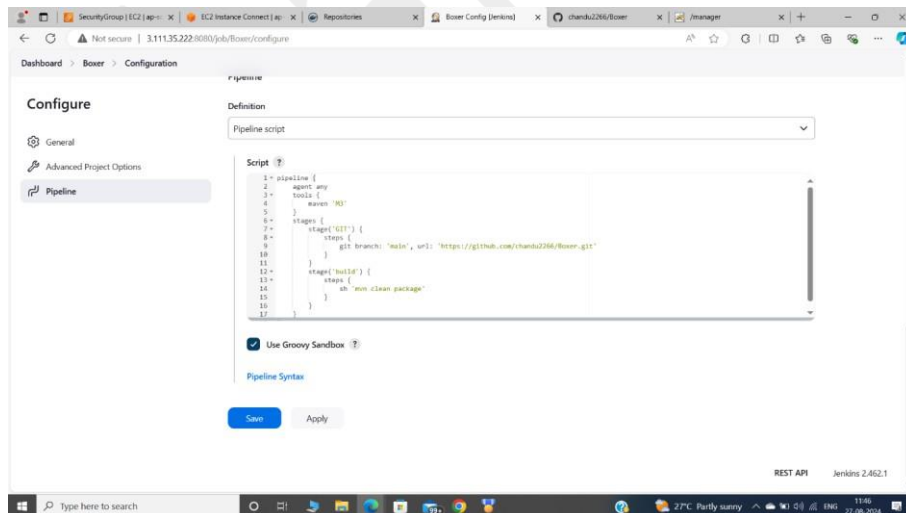 SecurityGroup | EC2 | ap-s
EC2 Instance Connect | ap
Repositories
Boxer Config [Jenkins]
chandu2266/Boxer
/manager
Not secure | 3.111.35.222:8080/job/Boxer/configure
Dashboard > Boxer > Configuration
Pipeline
Configure
Definition
Pipeline script
General
Advanced Project Options
Pipeline
Script ?
1 pipeline {
2 agent any
3 tools {
4 maven 'M3'
5 }
6 stages {
7 stage('GIT') {
8 steps {
9 git branch: 'main', url: 'https://github.com/chandu2266/Boxer.git'
10 }
11 }
12 stage('build') {
13 steps {
14 sh 'mvn clean package'
15 }
16 }
17 }
Use Groovy Sandbox ?
Pipeline Syntax
Save Apply
REST API Jenkins 2.462.1
Type here to search
99+
27°C Partly sunny
ENG
11:46
22-08-2024